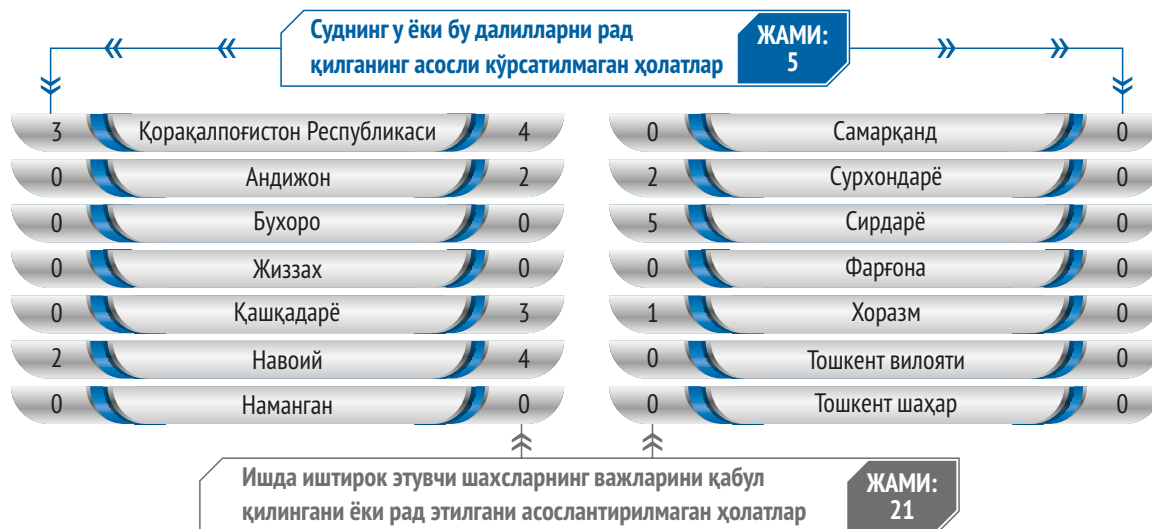 Суднинг у ёки бу далилларни рад
қилганинг асосли кўрсатилмаган ҳолатлар
ЖАМИ:
5
3 Қорақалпоғистон Республикаси 4
0 Андижон 2
0 Бухоро 0
0 Жиззах 0
0 Қашқадарё 3
2 Навоий 4
0 Наманган 0
0 Самарқанд 0
2 Сурхондарё 0
5 Сирдарё 0
0 Фарғона 0
1 Хоразм 0
0 Тошкент вилояти 0
0 Тошкент шаҳар 0
Ишда иштирок этувчи шахсларнинг важларини қабул
қилингани ёки рад этилгани асослантирилмаган ҳолатлар
ЖАМИ:
21